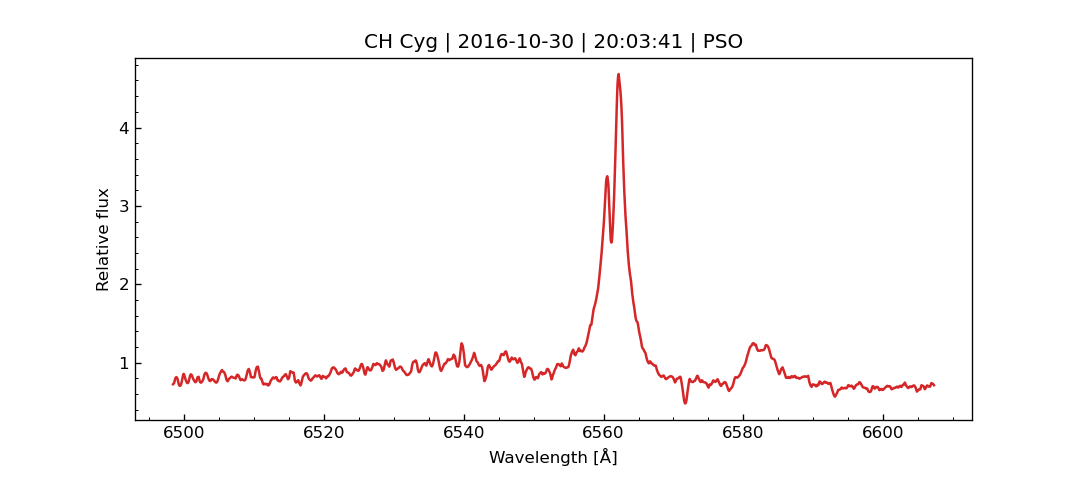 CH Cyg | 2016-10-30 | 20:03:41 | PSO
Relative flux
4
3
2
1
6500 6520 6540 6560 6580 6600
Wavelength [Å]